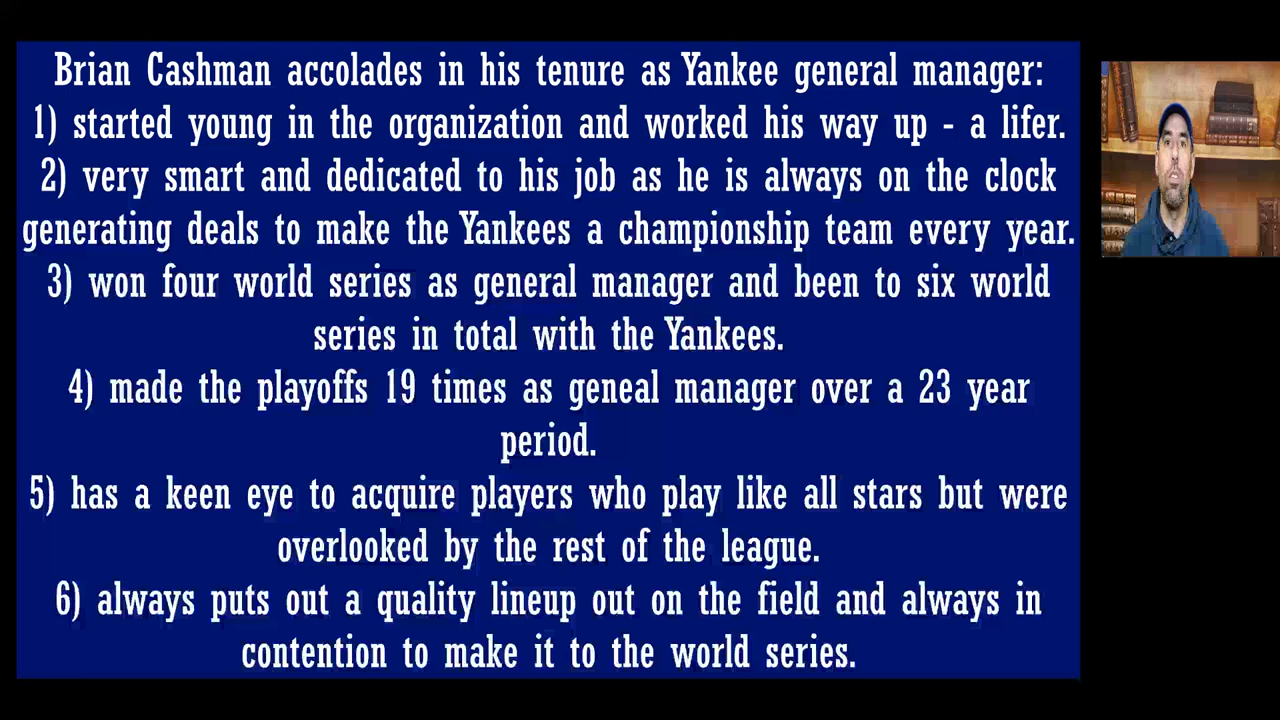 Brian Cashman accolades in his tenure as Yankee general manager:
1) started young in the organization and worked his way up - a lifer.
2) very smart and dedicated to his job as he is always on the clock
generating deals to make the Yankees a championship team every year.
3) won four world series as general manager and been to six world
series in total with the Yankees.
4) made the playoffs 19 times as geneal manager over a 23 year
period.
5) has a keen eye to acquire players who play like all stars but were
overlooked by the rest of the league.
6) always puts out a quality lineup out on the field and always in
contention to make it to the world series.